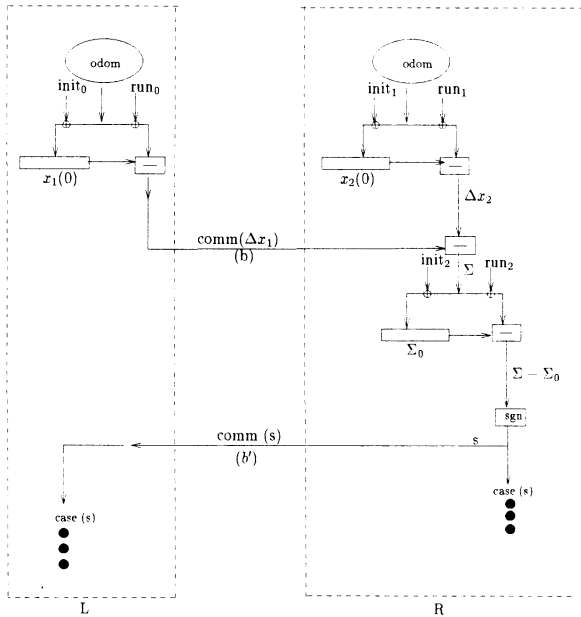 odom
init₀
run₀
x₁(0)
odom
init₁
run₁
x₂(0)
Δx₂
comm(Δx₁)
(b)
init₂
Σ
run₂
Σ₀
Σ − Σ₀
sgn
comm (s)
(b′)
s
case (s)
case (s)
L
R